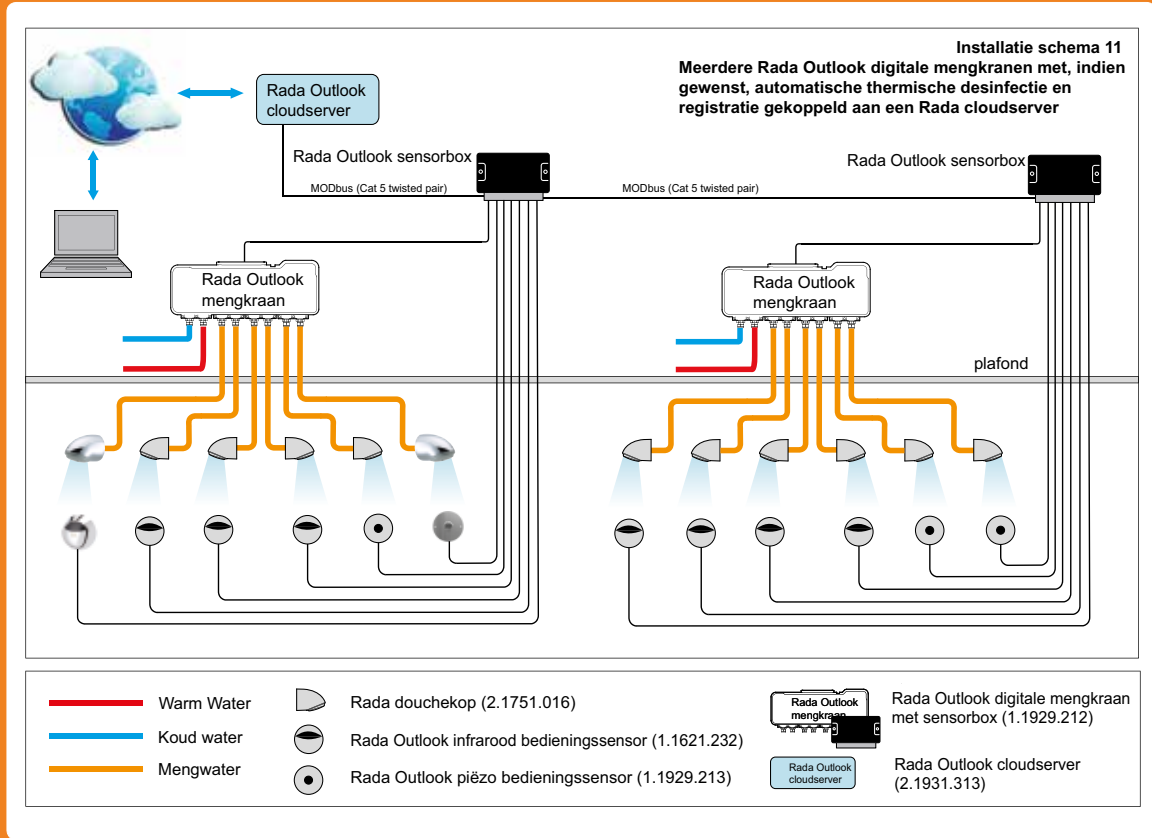 Installatie schema 11
Meerdere Rada Outlook digitale mengkranen met, indien
gewenst, automatische thermische desinfectie en
registratie gekoppeld aan een Rada cloudserver
Rada Outlook
cloudserver
Rada Outlook sensorbox
Rada Outlook sensorbox
MODbus (Cat 5 twisted pair)
MODbus (Cat 5 twisted pair)
Rada Outlook
mengkraan
Rada Outlook
mengkraan
plafond
Warm Water
Koud water
Mengwater
Rada douchekop (2.1751.016)
Rada Outlook infrarood bedieningssensor (1.1621.232)
Rada Outlook piëzo bedieningssensor (1.1929.213)
Rada Outlook
mengkraan
Rada Outlook digitale mengkraan
met sensorbox (1.1929.212)
Rada Outlook
cloudserver
Rada Outlook cloudserver
(2.1931.313)